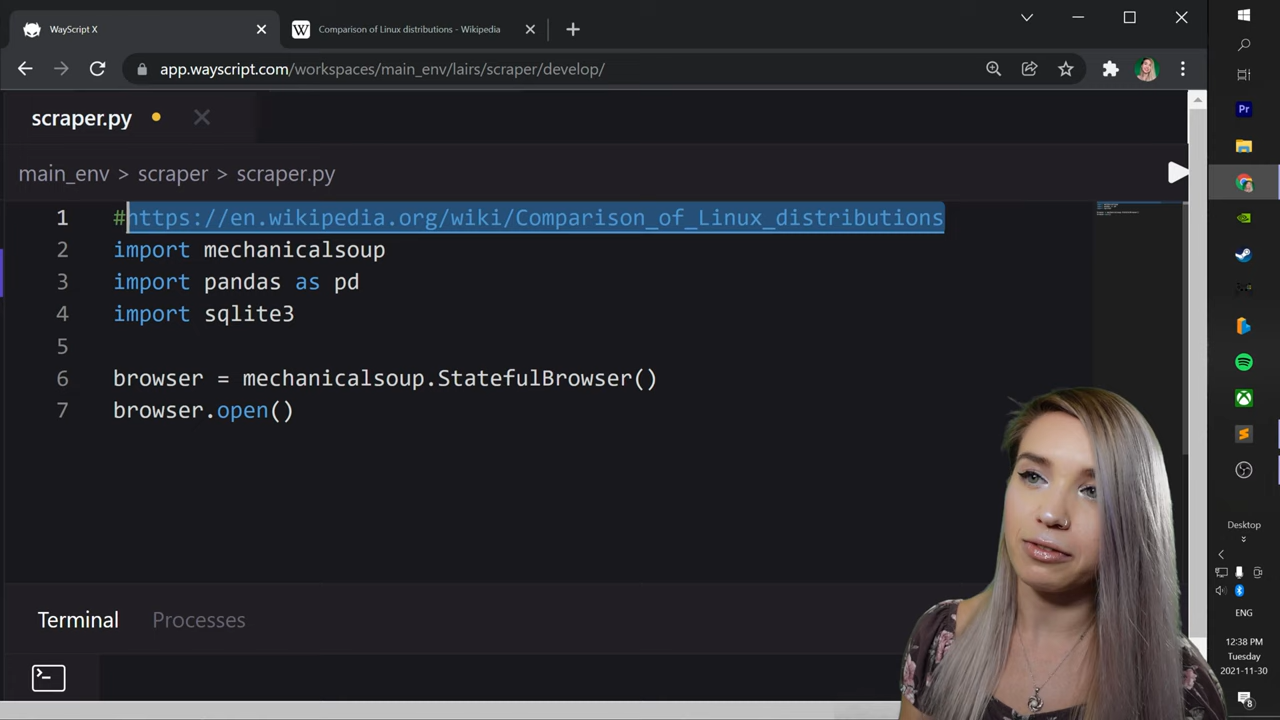 WayScript X
Comparison of Linux distributions - Wikipedia
app.wayscript.com/workspaces/main_env/lairs/scraper/develop/
scraper.py
main_env > scraper > scraper.py
1 #https://en.wikipedia.org/wiki/Comparison_of_Linux_distributions
2 import mechanicalsoup
3 import pandas as pd
4 import sqlite3
5
6 browser = mechanicalsoup.StatefulBrowser()
7 browser.open()
Terminal Processes
Pr
Desktop
ENG
12:38 PM
Tuesday
2021-11-30
8